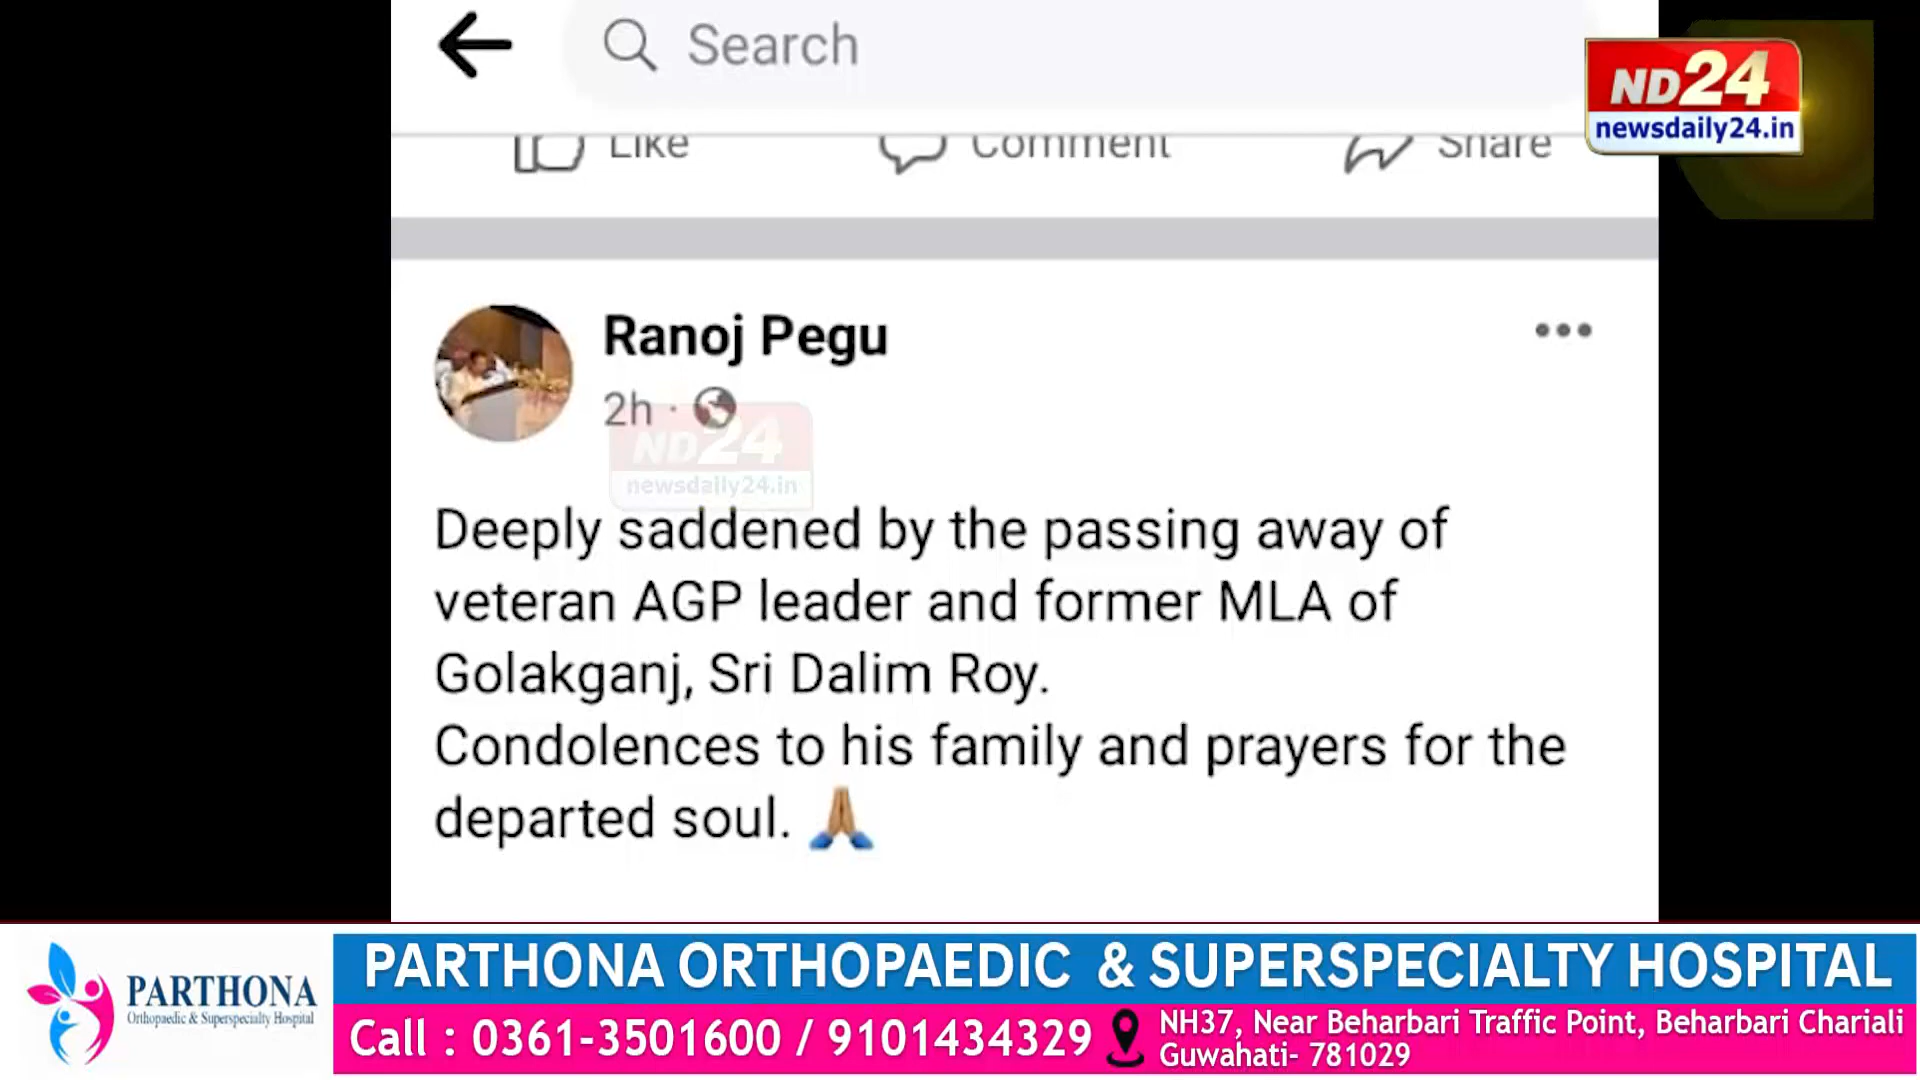 Search
ND24
newsdaily24.in
Like
Comment
Share
Ranoj Pegu
2h ·
ND24
newsdaily24.in
Deeply saddened by the passing away of
veteran AGP leader and former MLA of
Golakganj, Sri Dalim Roy.
Condolences to his family and prayers for the
departed soul. 🙏🏽
PARTHONA
Orthopaedic & Superspecialty Hospital
PARTHONA ORTHOPAEDIC & SUPERSPECIALTY HOSPITAL
Call : 0361-3501600 / 9101434329
NH37, Near Beharbari Traffic Point, Beharbari Chariali
Guwahati- 781029